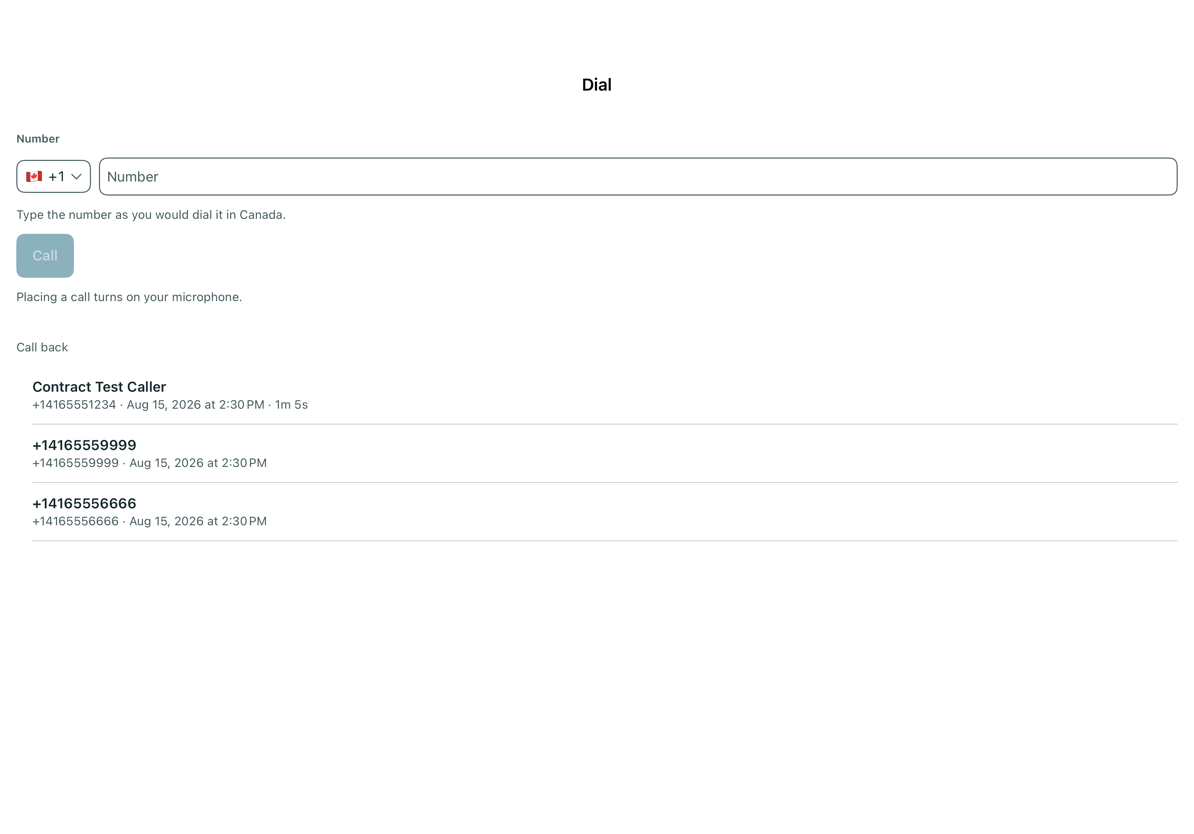 Dial
Number
🇨🇦 +1
Number
Type the number as you would dial it in Canada.
Call
Placing a call turns on your microphone.
Call back
Contract Test Caller
+14165551234 · Aug 15, 2026 at 2:30 PM · 1m 5s
+14165559999
+14165559999 · Aug 15, 2026 at 2:30 PM
+14165556666
+14165556666 · Aug 15, 2026 at 2:30 PM